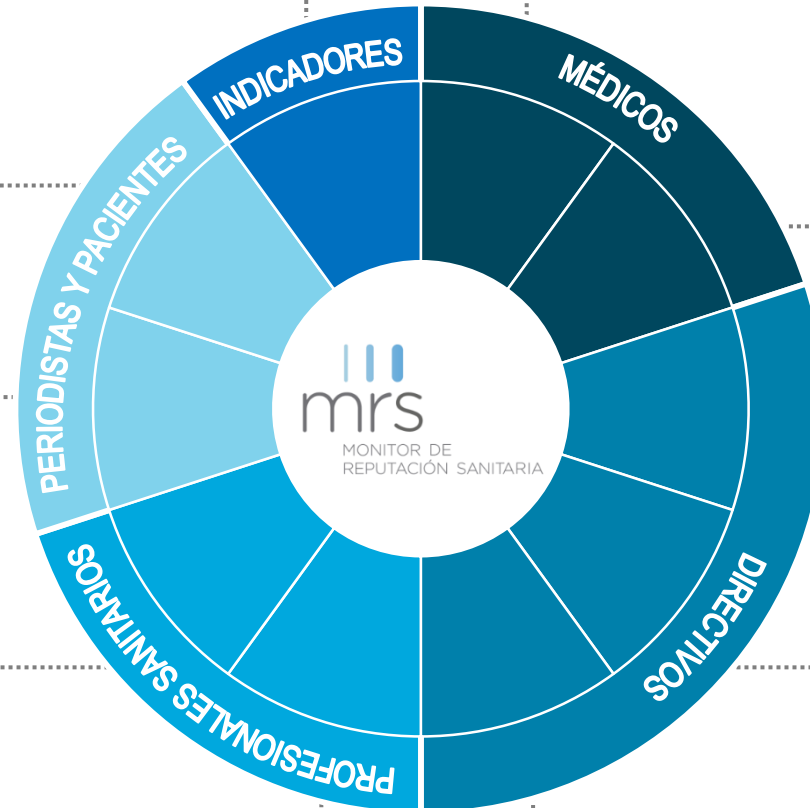 INDICADORES
MÉDICOS
PERIODISTAS Y PACIENTES
mrs
MONITOR DE
REPUTACIÓN SANITARIA
DIRECTIVOS
PROFESIONALES SANITARIOS